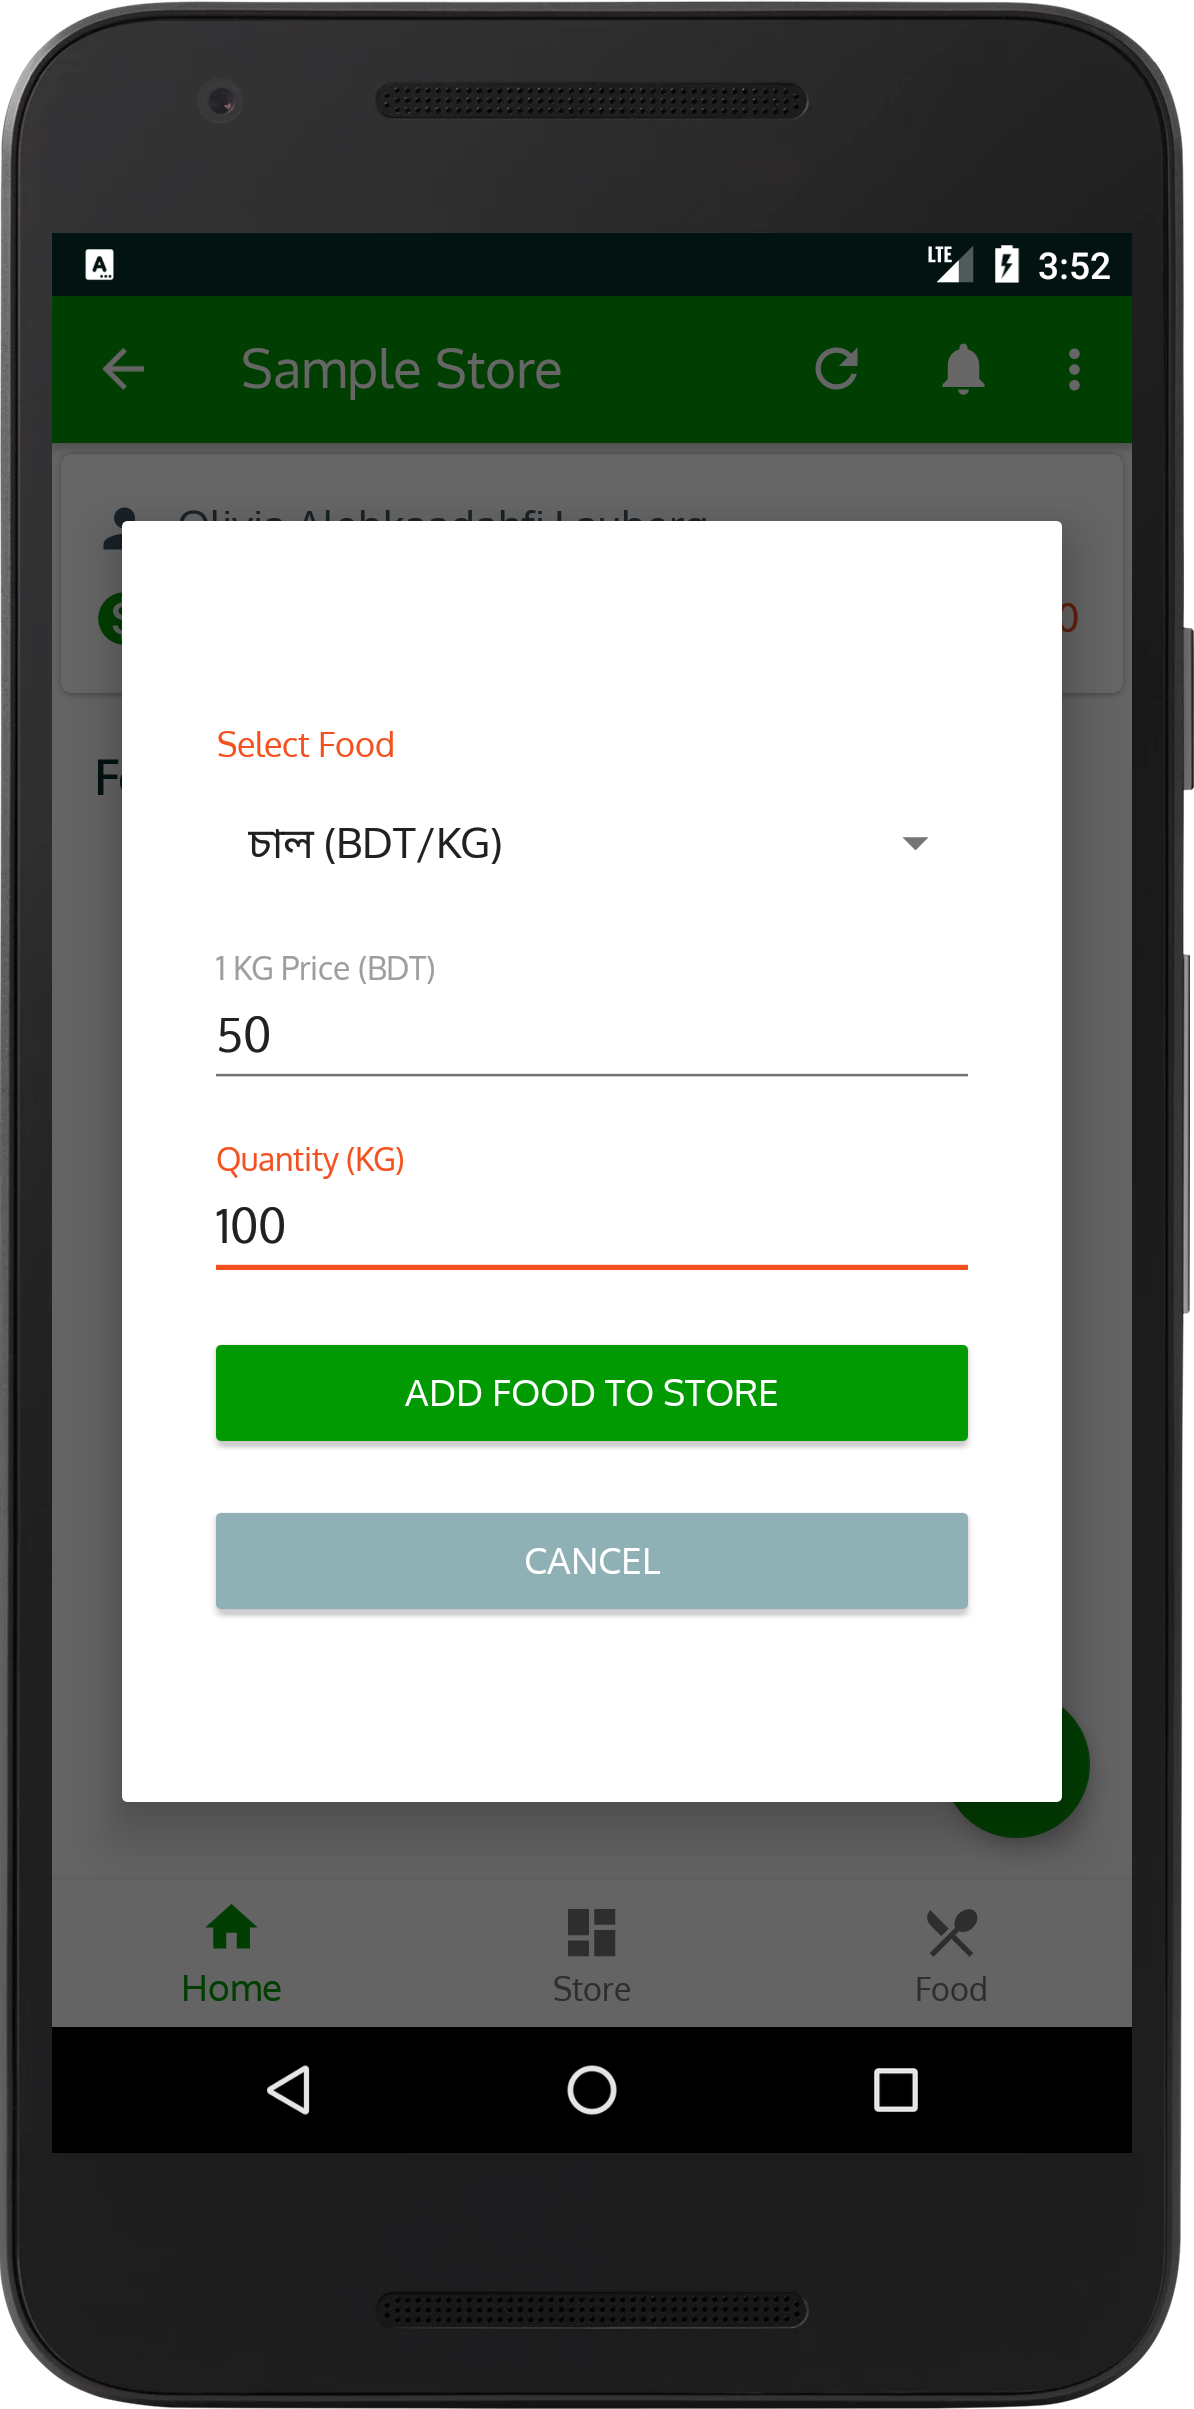 LTE 3:52
Sample Store
Select Food
চাল (BDT/KG)
1 KG Price (BDT)
50
Quantity (KG)
100
ADD FOOD TO STORE
CANCEL
Home Store Food